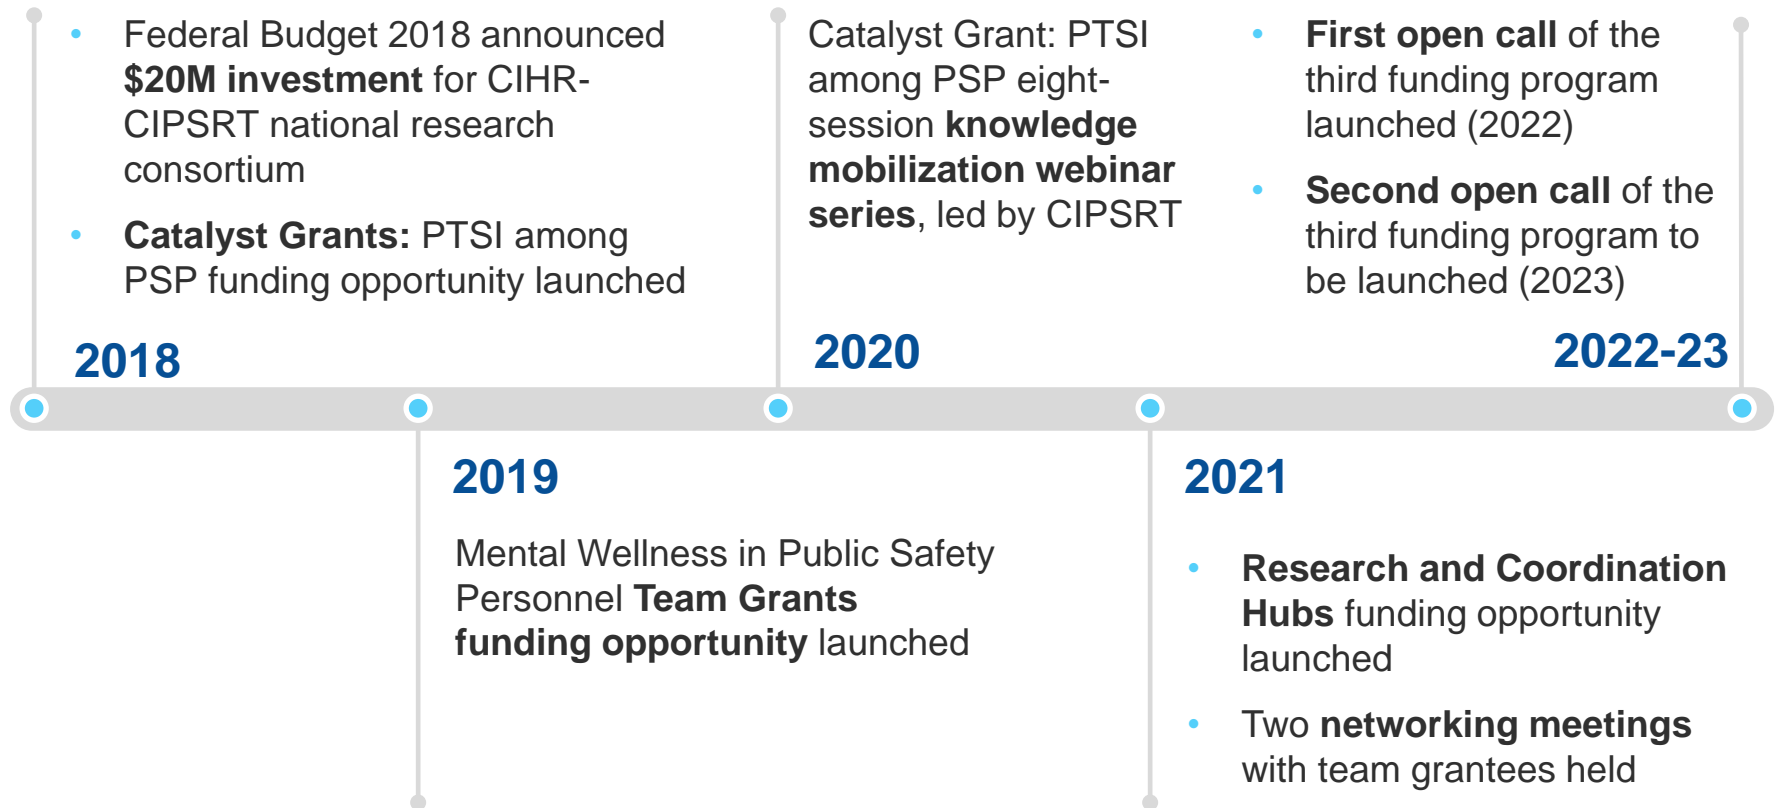 • Federal Budget 2018 announced
$20M investment for CIHR-
CIPSRT national research
consortium
• Catalyst Grants: PTSI among
PSP funding opportunity launched
2018
Mental Wellness in Public Safety
Personnel Team Grants
funding opportunity launched
2019
Catalyst Grant: PTSI
among PSP eight-
session knowledge
mobilization webinar
series, led by CIPSRT
2020
2021
• Research and Coordination
Hubs funding opportunity
launched
• Two networking meetings
with team grantees held
• First open call of the
third funding program
launched (2022)
• Second open call of the
third funding program to
be launched (2023)
2022-23